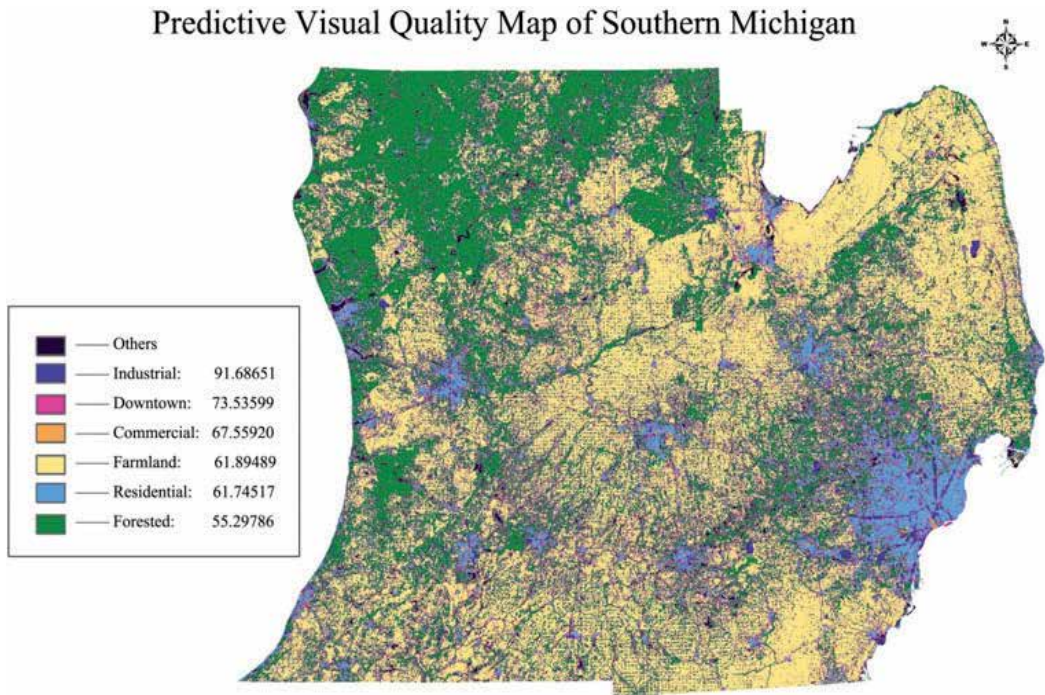 Predictive Visual Quality Map of Southern Michigan
N
W E
S
Others
Industrial: 91.68651
Downtown: 73.53599
Commercial: 67.55920
Farmland: 61.89489
Residential: 61.74517
Forested: 55.29786